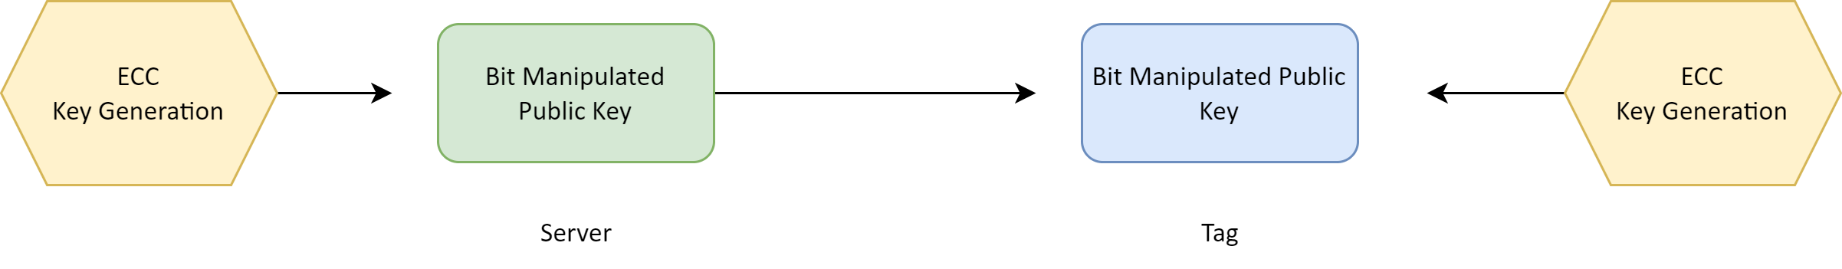 ECC
Key Generation
Bit Manipulated
Public Key
Bit Manipulated Public
Key
ECC
Key Generation
Server
Tag